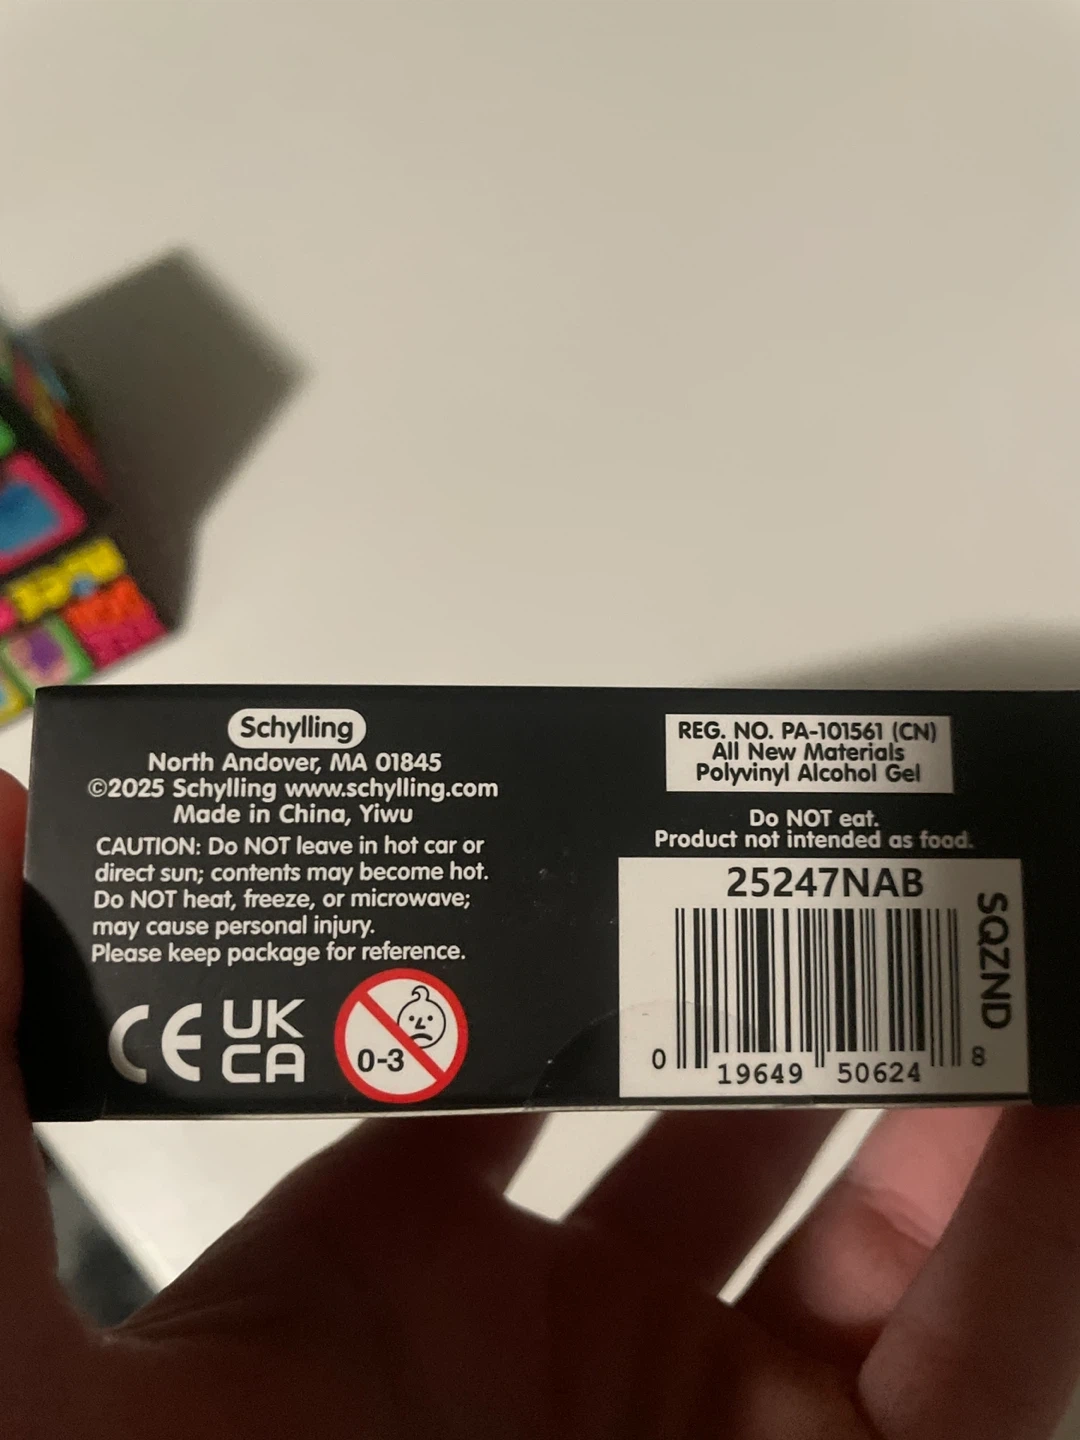 Schylling
North Andover, MA 01845
©2025 Schylling www.schylling.com
Made in China, Yiwu
CAUTION: Do NOT leave in hot car or
direct sun; contents may become hot.
Do NOT heat, freeze, or microwave;
may cause personal injury.
Please keep package for reference.
CE UK
CA
0-3
REG. NO. PA-101561 (CN)
All New Materials
Polyvinyl Alcohol Gel
Do NOT eat.
Product not intended as food.
25247NAB
SQZND
0 19649 50624 8